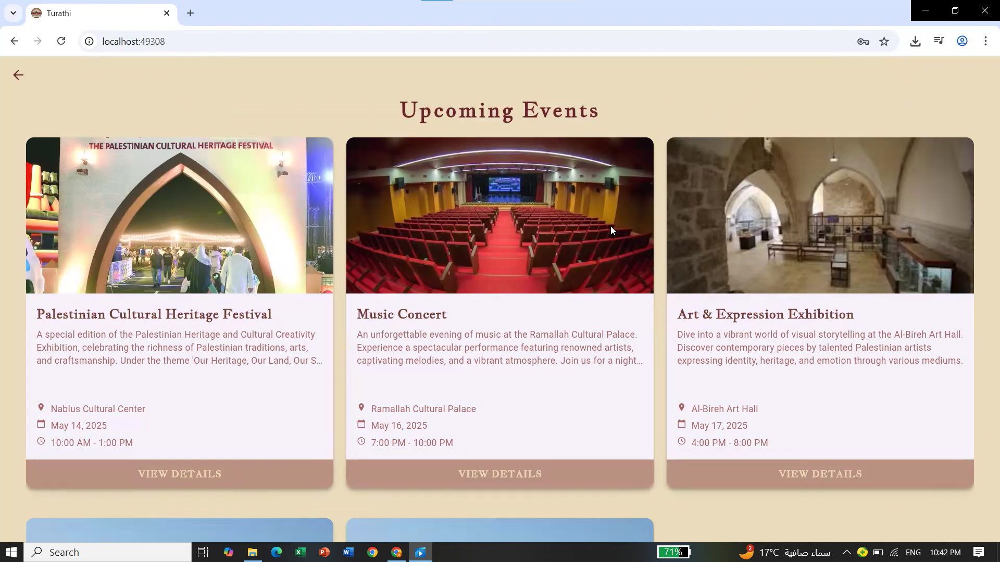 Turathi
localhost:49308
Upcoming Events
THE PALESTINIAN CULTURAL HERITAGE FESTIVAL
Palestinian Cultural Heritage Festival
A special edition of the Palestinian Heritage and Cultural Creativity
Exhibition, celebrating the richness of Palestinian traditions, arts,
and craftsmanship. Under the theme 'Our Heritage, Our Land, Our S...
Nablus Cultural Center
May 14, 2025
10:00 AM - 1:00 PM
VIEW DETAILS
Music Concert
An unforgettable evening of music at the Ramallah Cultural Palace.
Experience a spectacular performance featuring renowned artists,
captivating melodies, and a vibrant atmosphere. Join us for a night...
Ramallah Cultural Palace
May 16, 2025
7:00 PM - 10:00 PM
VIEW DETAILS
Art & Expression Exhibition
Dive into a vibrant world of visual storytelling at the Al-Bireh Art Hall.
Discover contemporary pieces by talented Palestinian artists
expressing identity, heritage, and emotion through various mediums.
Al-Bireh Art Hall
May 17, 2025
4:00 PM - 8:00 PM
VIEW DETAILS
Search
71%
2
17°C سماء صافية
ENG
10:42 PM